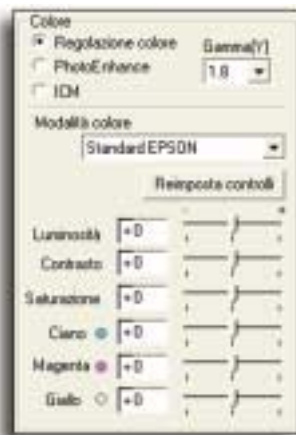 Colore
Regolazione colore
PhotoEnhance
ICM
Gamma(Y)
1.8
Modalità colore
Standard EPSON
Reimposta controlli
- +
Luminosità +0
Contrasto +0
Saturazione +0
Ciano +0
Magenta +0
Giallo +0